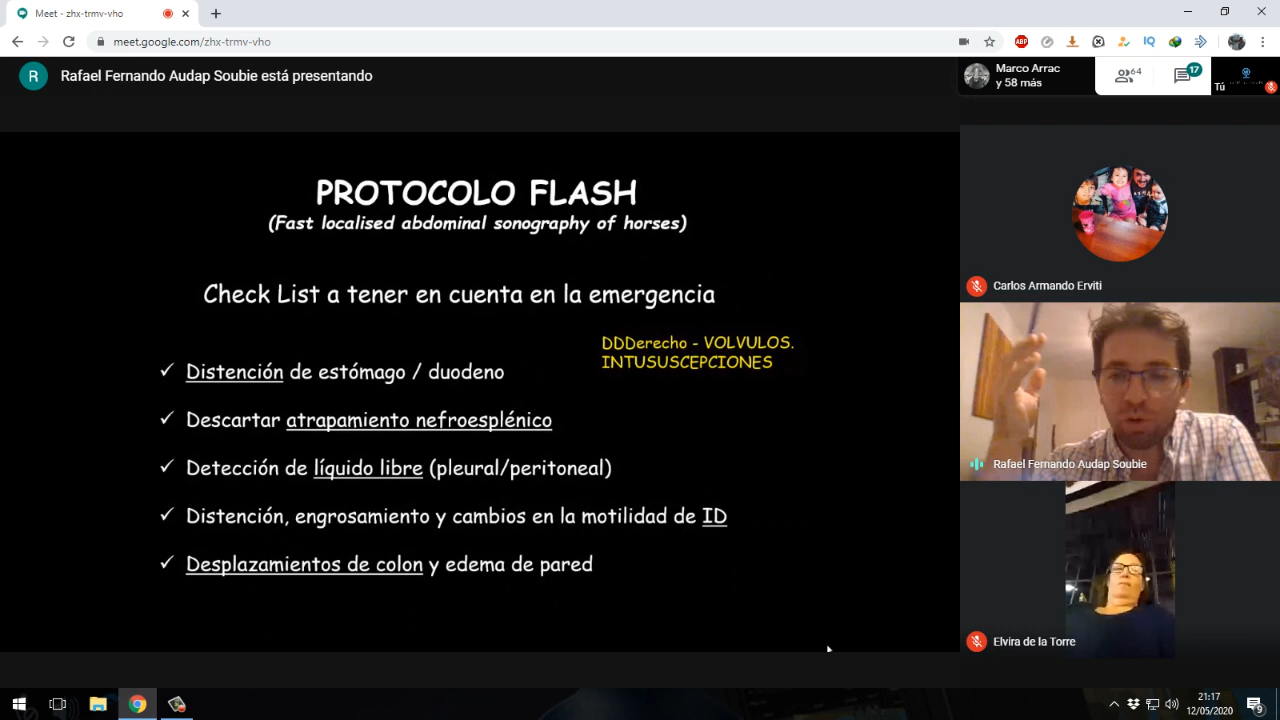 Meet - zhx-trmv-vho
meet.google.com/zhx-trmv-vho
ABP
IQ
R
Rafael Fernando Audap Soubie está presentando
Marco Arrac
y 58 más
64
17
Tú
PROTOCOLO FLASH
(Fast localised abdominal sonography of horses)
Check List a tener en cuenta en la emergencia
DDDerecho - VOLVULOS.
INTUSUSCEPCIONES
Distención de estómago / duodeno
Descartar atrapamiento nefroesplénico
Detección de líquido libre (pleural/peritoneal)
Distención, engrosamiento y cambios en la motilidad de ID
Desplazamientos de colon y edema de pared
Carlos Armando Erviti
Rafael Fernando Audap Soubie
Elvira de la Torre
21:17
12/05/2020
9